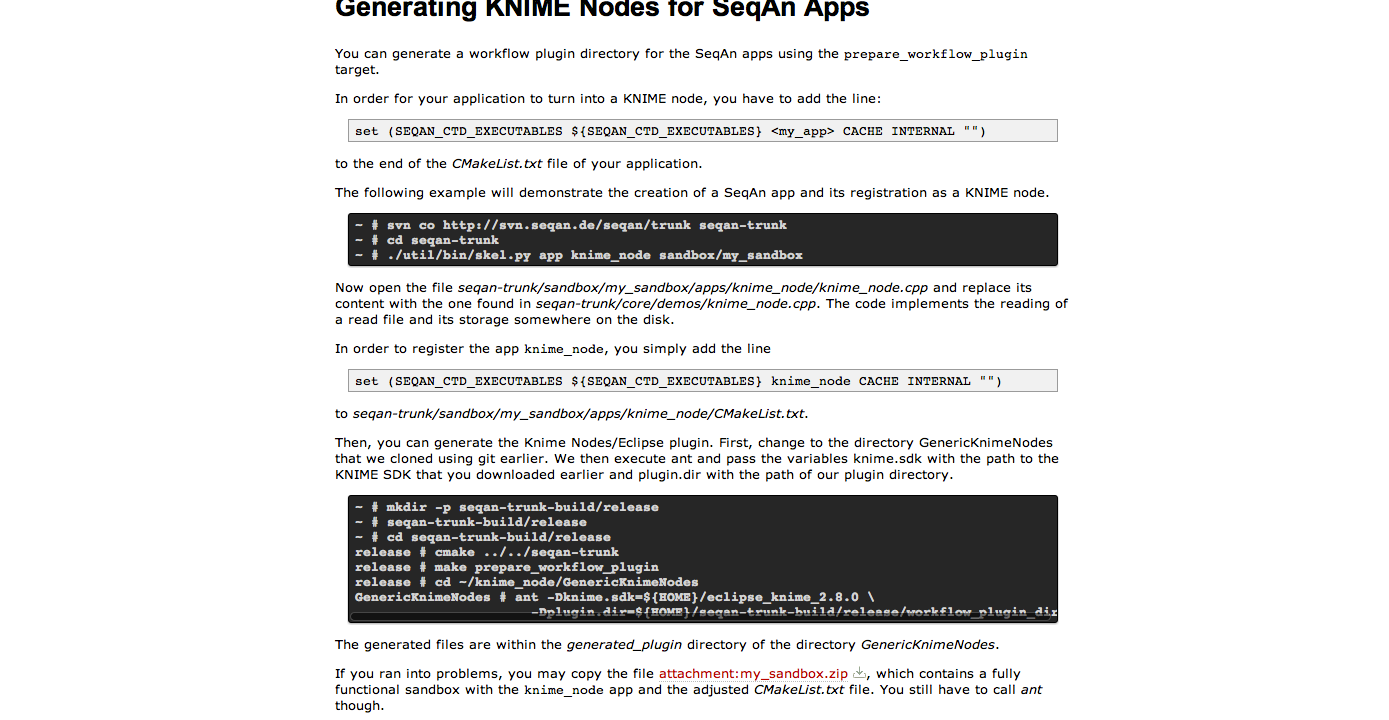 Generating KNIME Nodes for SeqAn Apps
You can generate a workflow plugin directory for the SeqAn apps using the prepare_workflow_plugin
target.
In order for your application to turn into a KNIME node, you have to add the line:
set (SEQAN_CTD_EXECUTABLES ${SEQAN_CTD_EXECUTABLES} <my_app> CACHE INTERNAL "")
to the end of the CMakeList.txt file of your application.
The following example will demonstrate the creation of a SeqAn app and its registration as a KNIME node.
~ # svn co http://svn.seqan.de/seqan/trunk seqan-trunk
~ # cd seqan-trunk
~ # ./util/bin/skel.py app knime_node sandbox/my_sandbox
Now open the file seqan-trunk/sandbox/my_sandbox/apps/knime_node/knime_node.cpp and replace its
content with the one found in seqan-trunk/core/demos/knime_node.cpp. The code implements the reading of
a read file and its storage somewhere on the disk.
In order to register the app knime_node, you simply add the line
set (SEQAN_CTD_EXECUTABLES ${SEQAN_CTD_EXECUTABLES} knime_node CACHE INTERNAL "")
to seqan-trunk/sandbox/my_sandbox/apps/knime_node/CMakeList.txt.
Then, you can generate the Knime Nodes/Eclipse plugin. First, change to the directory GenericKnimeNodes
that we cloned using git earlier. We then execute ant and pass the variables knime.sdk with the path to the
KNIME SDK that you downloaded earlier and plugin.dir with the path of our plugin directory.
~ # mkdir -p seqan-trunk-build/release
~ # seqan-trunk-build/release
~ # cd seqan-trunk-build/release
release # cmake ../../seqan-trunk
release # make prepare_workflow_plugin
release # cd ~/knime_node/GenericKnimeNodes
GenericKnimeNodes # ant -Dknime.sdk=${HOME}/eclipse_knime_2.8.0 \
-Dplugin.dir=${HOME}/seqan-trunk-build/release/workflow_plugin_dir
The generated files are within the generated_plugin directory of the directory GenericKnimeNodes.
If you ran into problems, you may copy the file attachment:my_sandbox.zip, which contains a fully
functional sandbox with the knime_node app and the adjusted CMakeList.txt file. You still have to call ant
though.